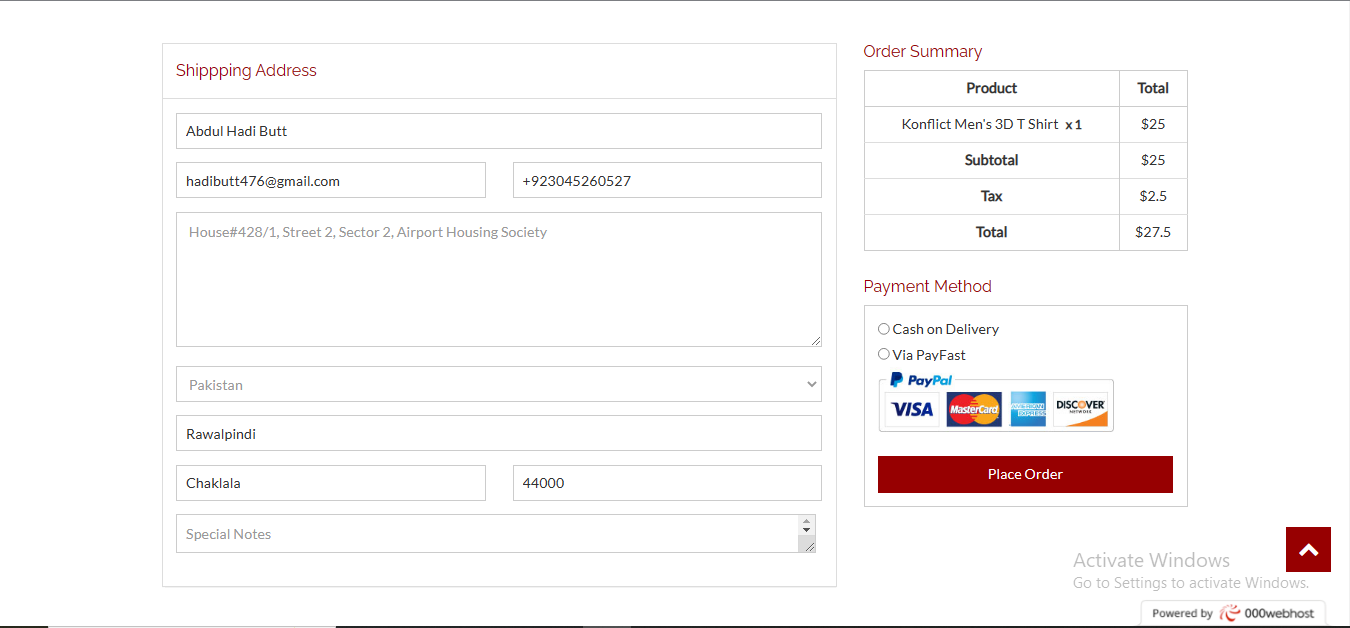 Shippping Address
Abdul Hadi Butt
hadibutt476@gmail.com
+923045260527
House#428/1, Street 2, Sector 2, Airport Housing Society
Pakistan
Rawalpindi
Chaklala
44000
Special Notes
Order Summary
Product Total
Konflict Men's 3D T Shirt x 1 $25
Subtotal $25
Tax $2.5
Total $27.5
Payment Method
Cash on Delivery
Via PayFast
PayPal
VISA MasterCard AMERICAN EXPRESS DISCOVER NETWORK
Place Order
Activate Windows
Go to Settings to activate Windows.
Powered by 000webhost